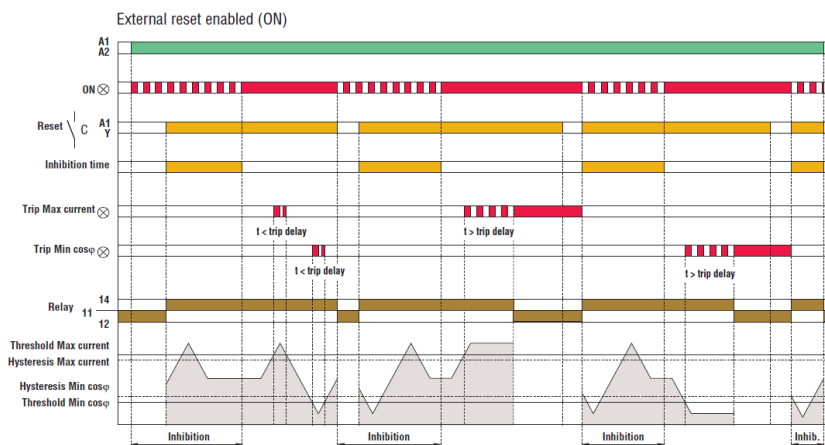 External reset enabled (ON)
A1
A2
ON
Reset C A1
Y
Inhibition time
Trip Max current
t < trip delay
t > trip delay
Trip Min cosφ
t < trip delay
t > trip delay
Relay 11 14
12
Threshold Max current
Hysteresis Max current
Hysteresis Min cosφ
Threshold Min cosφ
Inhibition
Inhibition
Inhibition
Inhib.